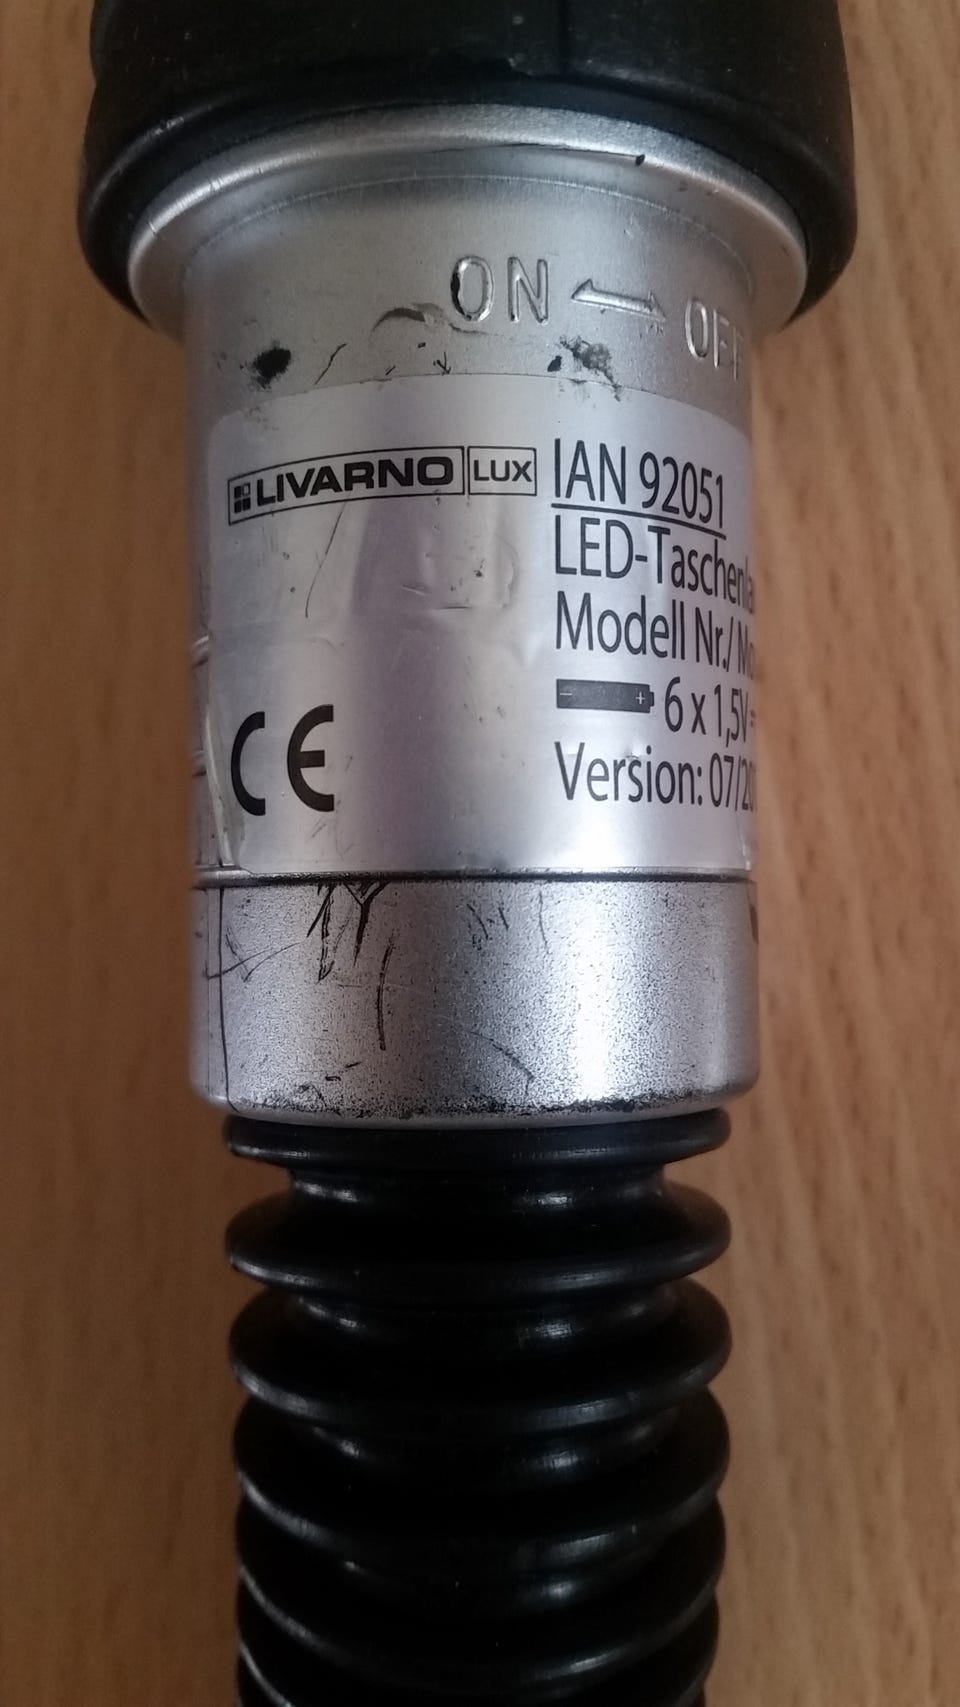 ON OFF
LIVARNO LUX
IAN 92051
LED-Taschenla
Modell Nr./ Mo
- + 6 x 1,5V
Version: 07/20
CE